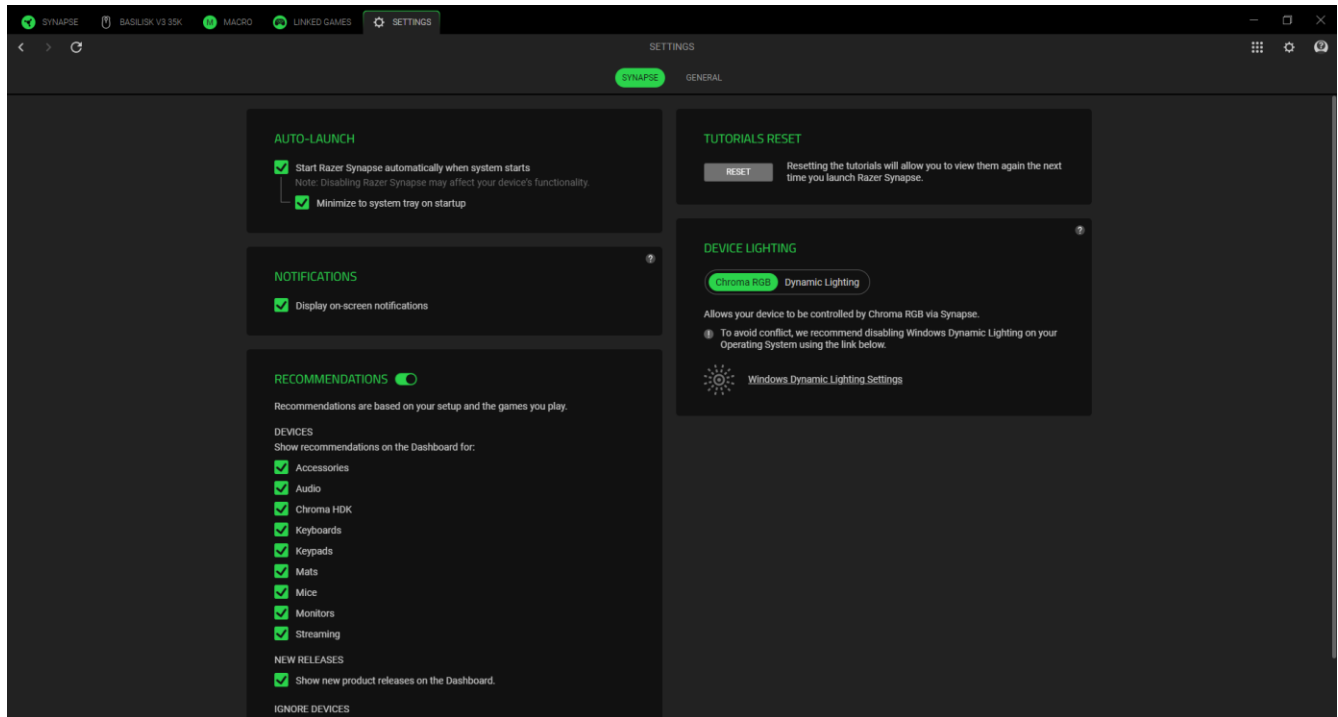 SYNAPSE BASILISK V3 35K MACRO LINKED GAMES SETTINGS
SETTINGS
SYNAPSE GENERAL
AUTO-LAUNCH
Start Razer Synapse automatically when system starts
Note: Disabling Razer Synapse may affect your device's functionality.
Minimize to system tray on startup
NOTIFICATIONS
Display on-screen notifications
RECOMMENDATIONS
Recommendations are based on your setup and the games you play.
DEVICES
Show recommendations on the Dashboard for:
Accessories
Audio
Chroma HDK
Keyboards
Keypads
Mats
Mice
Monitors
Streaming
NEW RELEASES
Show new product releases on the Dashboard.
IGNORE DEVICES
TUTORIALS RESET
RESET
Resetting the tutorials will allow you to view them again the next
time you launch Razer Synapse.
DEVICE LIGHTING
Chroma RGB Dynamic Lighting
Allows your device to be controlled by Chroma RGB via Synapse.
To avoid conflict, we recommend disabling Windows Dynamic Lighting on your
Operating System using the link below.
Windows Dynamic Lighting Settings